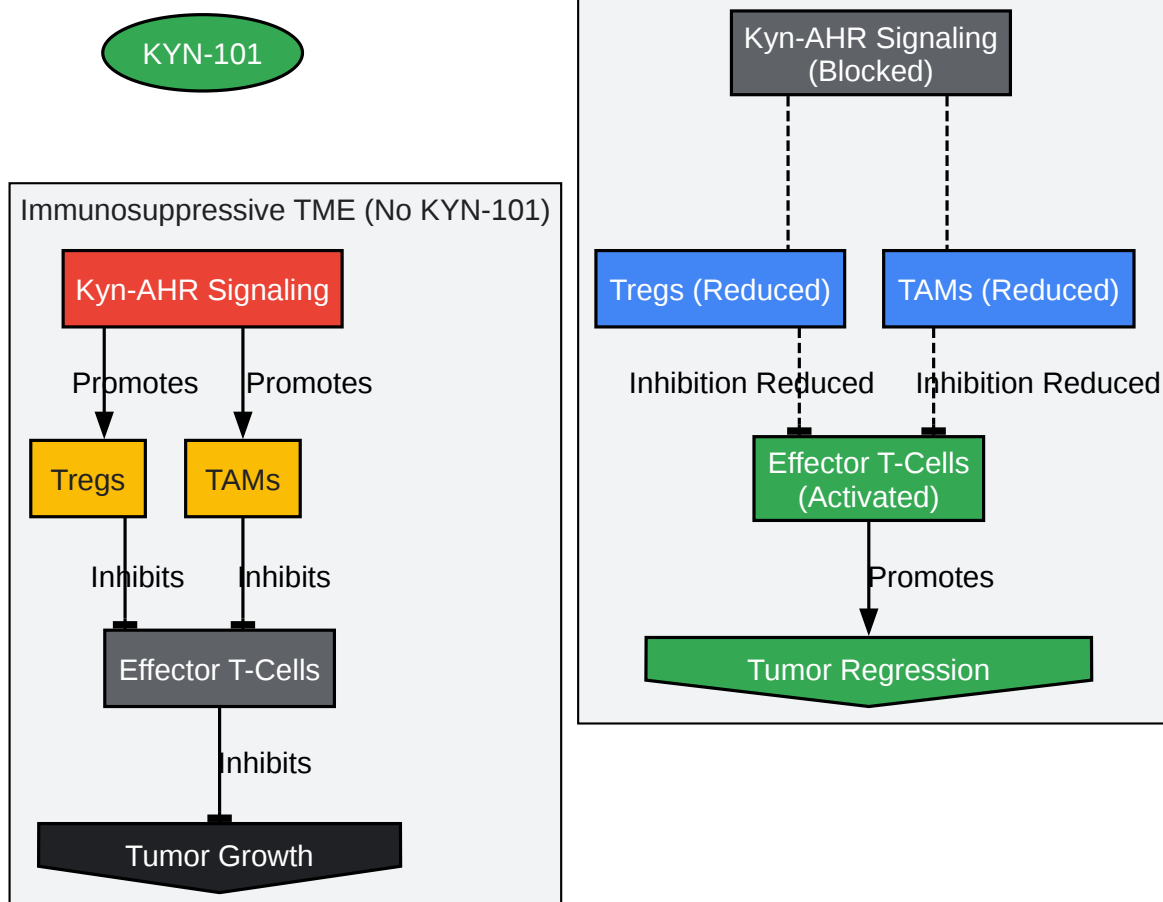 KYN-101
Immunosuppressive TME (No KYN-101)
Kyn-AHR Signaling
Promotes
Promotes
Tregs
TAMs
Inhibits
Inhibits
Effector T-Cells
Inhibits
Tumor Growth
Kyn-AHR Signaling
(Blocked)
Tregs (Reduced)
TAMs (Reduced)
Inhibition Reduced
Inhibition Reduced
Effector T-Cells
(Activated)
Promotes
Tumor Regression